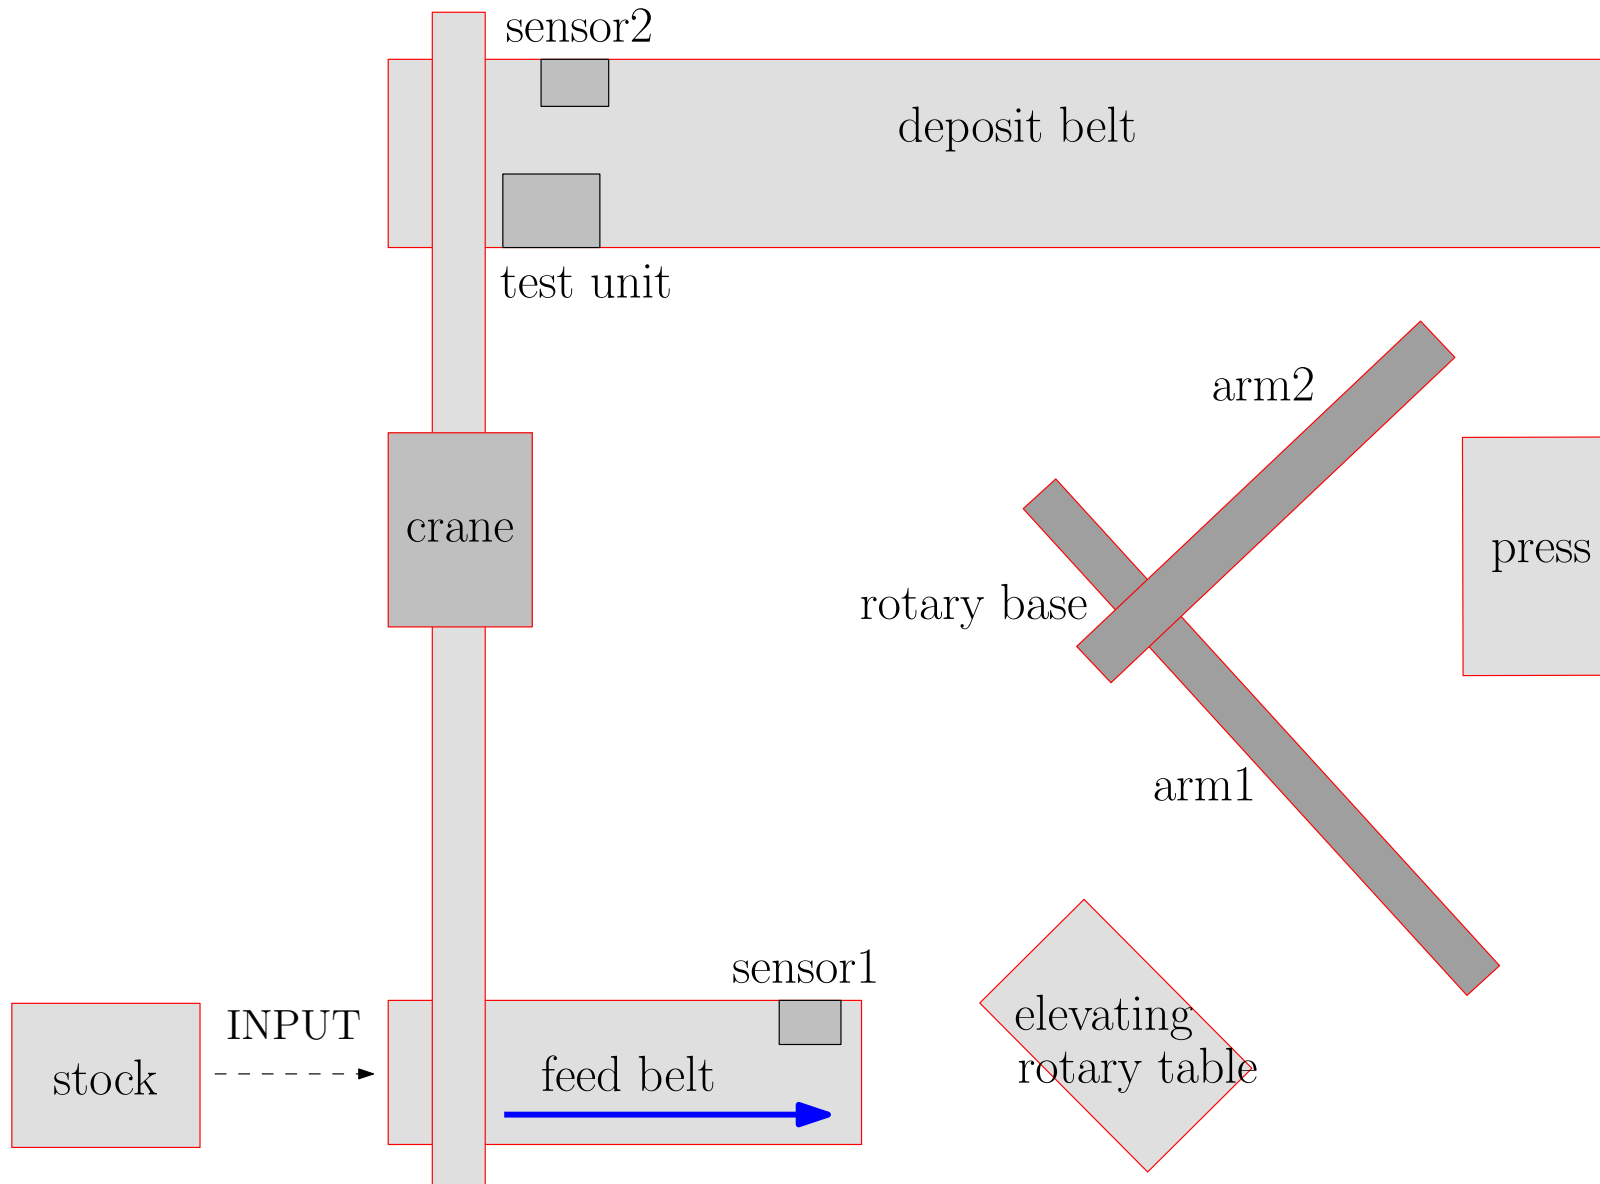 sensor2
deposit belt
test unit
arm2
crane
press
rotary base
arm1
sensor1
INPUT
elevating
rotary table
stock
feed belt